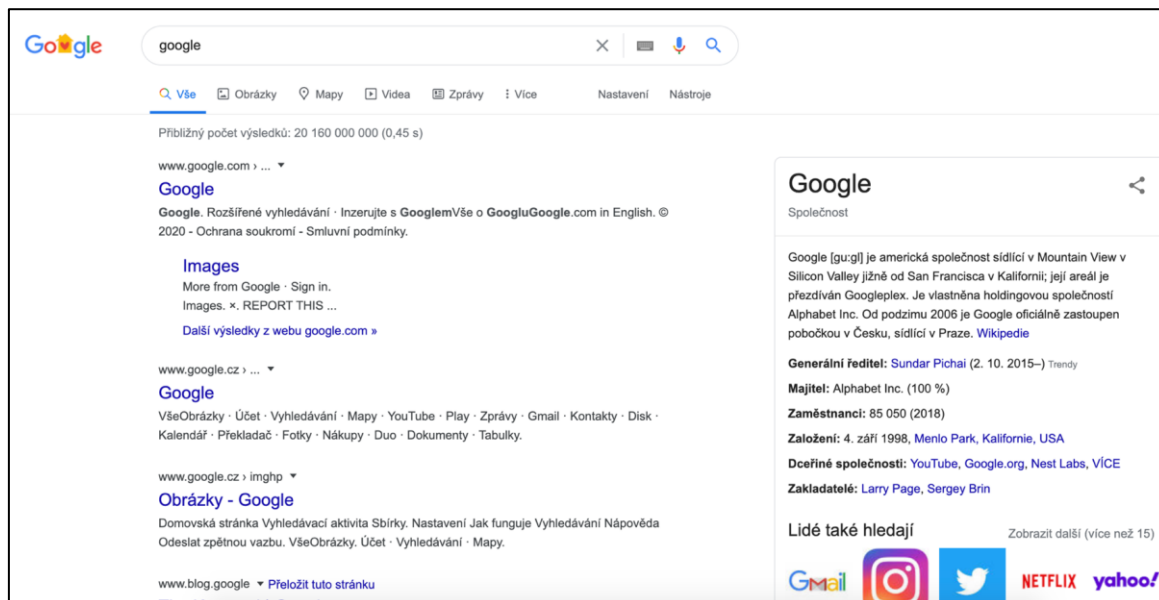 Google
google
Vše Obrázky Mapy Videa Zprávy Více Nastavení Nástroje
Přibližný počet výsledků: 20 160 000 000 (0,45 s)
www.google.com › ...
Google
Google. Rozšířené vyhledávání · Inzerujte s GooglemVše o GoogluGoogle.com in English. ©
2020 - Ochrana soukromí - Smluvní podmínky.
Images
More from Google · Sign in.
Images. ×. REPORT THIS ...
Další výsledky z webu google.com »
www.google.cz › ...
Google
VšeObrázky · Účet · Vyhledávání · Mapy · YouTube · Play · Zprávy · Gmail · Kontakty · Disk ·
Kalendář · Překladač · Fotky · Nákupy · Duo · Dokumenty · Tabulky.
www.google.cz › imghp
Obrázky - Google
Domovská stránka Vyhledávací aktivita Sbírky. Nastavení Jak funguje Vyhledávání Nápověda
Odeslat zpětnou vazbu. VšeObrázky. Účet · Vyhledávání · Mapy.
www.blog.google Přeložit tuto stránku
Google
Společnost
Google [gu:gl] je americká společnost sídlící v Mountain View v
Silicon Valley jižně od San Francisca v Kalifornii; její areál je
přezdíván Googleplex. Je vlastněna holdingovou společností
Alphabet Inc. Od podzimu 2006 je Google oficiálně zastoupen
pobočkou v Česku, sídlící v Praze. Wikipedie
Generální ředitel: Sundar Pichai (2. 10. 2015–) Trendy
Majitel: Alphabet Inc. (100 %)
Zaměstnanci: 85 050 (2018)
Založení: 4. září 1998, Menlo Park, Kalifornie, USA
Dceřiné společnosti: YouTube, Google.org, Nest Labs, VÍCE
Zakladatelé: Larry Page, Sergey Brin
Lidé také hledají Zobrazit další (více než 15)
Gmail NETFLIX yahoo!